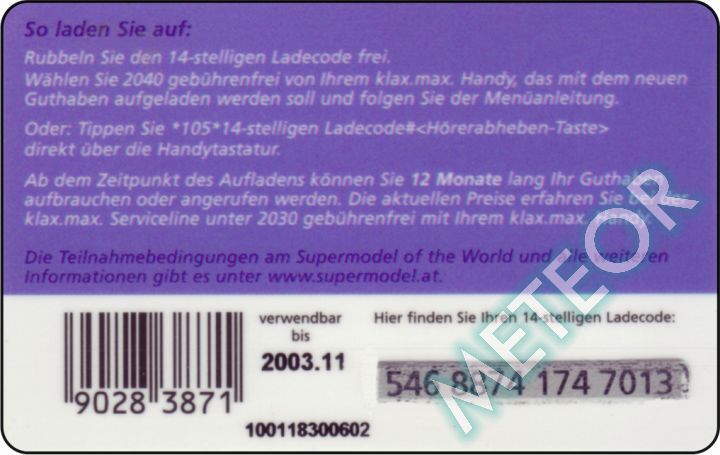 So laden Sie auf:
Rubbeln Sie den 14-stelligen Ladecode frei.
Wählen Sie 2040 gebührenfrei von Ihrem klax.max. Handy, das mit dem neuen
Guthaben aufgeladen werden soll und folgen Sie der Menüanleitung.
Oder: Tippen Sie *105*14-stelligen Ladecode#<Hörerabheben-Taste>
direkt über die Handytastatur.
Ab dem Zeitpunkt des Aufladens können Sie 12 Monate lang Ihr Guthaben
aufbrauchen oder angerufen werden. Die aktuellen Preise erfahren Sie bei der
klax.max. Serviceline unter 2030 gebührenfrei mit Ihrem klax.max. Handy.
Die Teilnahmebedingungen am Supermodel of the World und alle weiteren
Informationen gibt es unter www.supermodel.at.
verwendbar
bis
2003.11
Hier finden Sie Ihren 14-stelligen Ladecode:
546 8874 174 7013
9028 3871
100118300602
METEOR